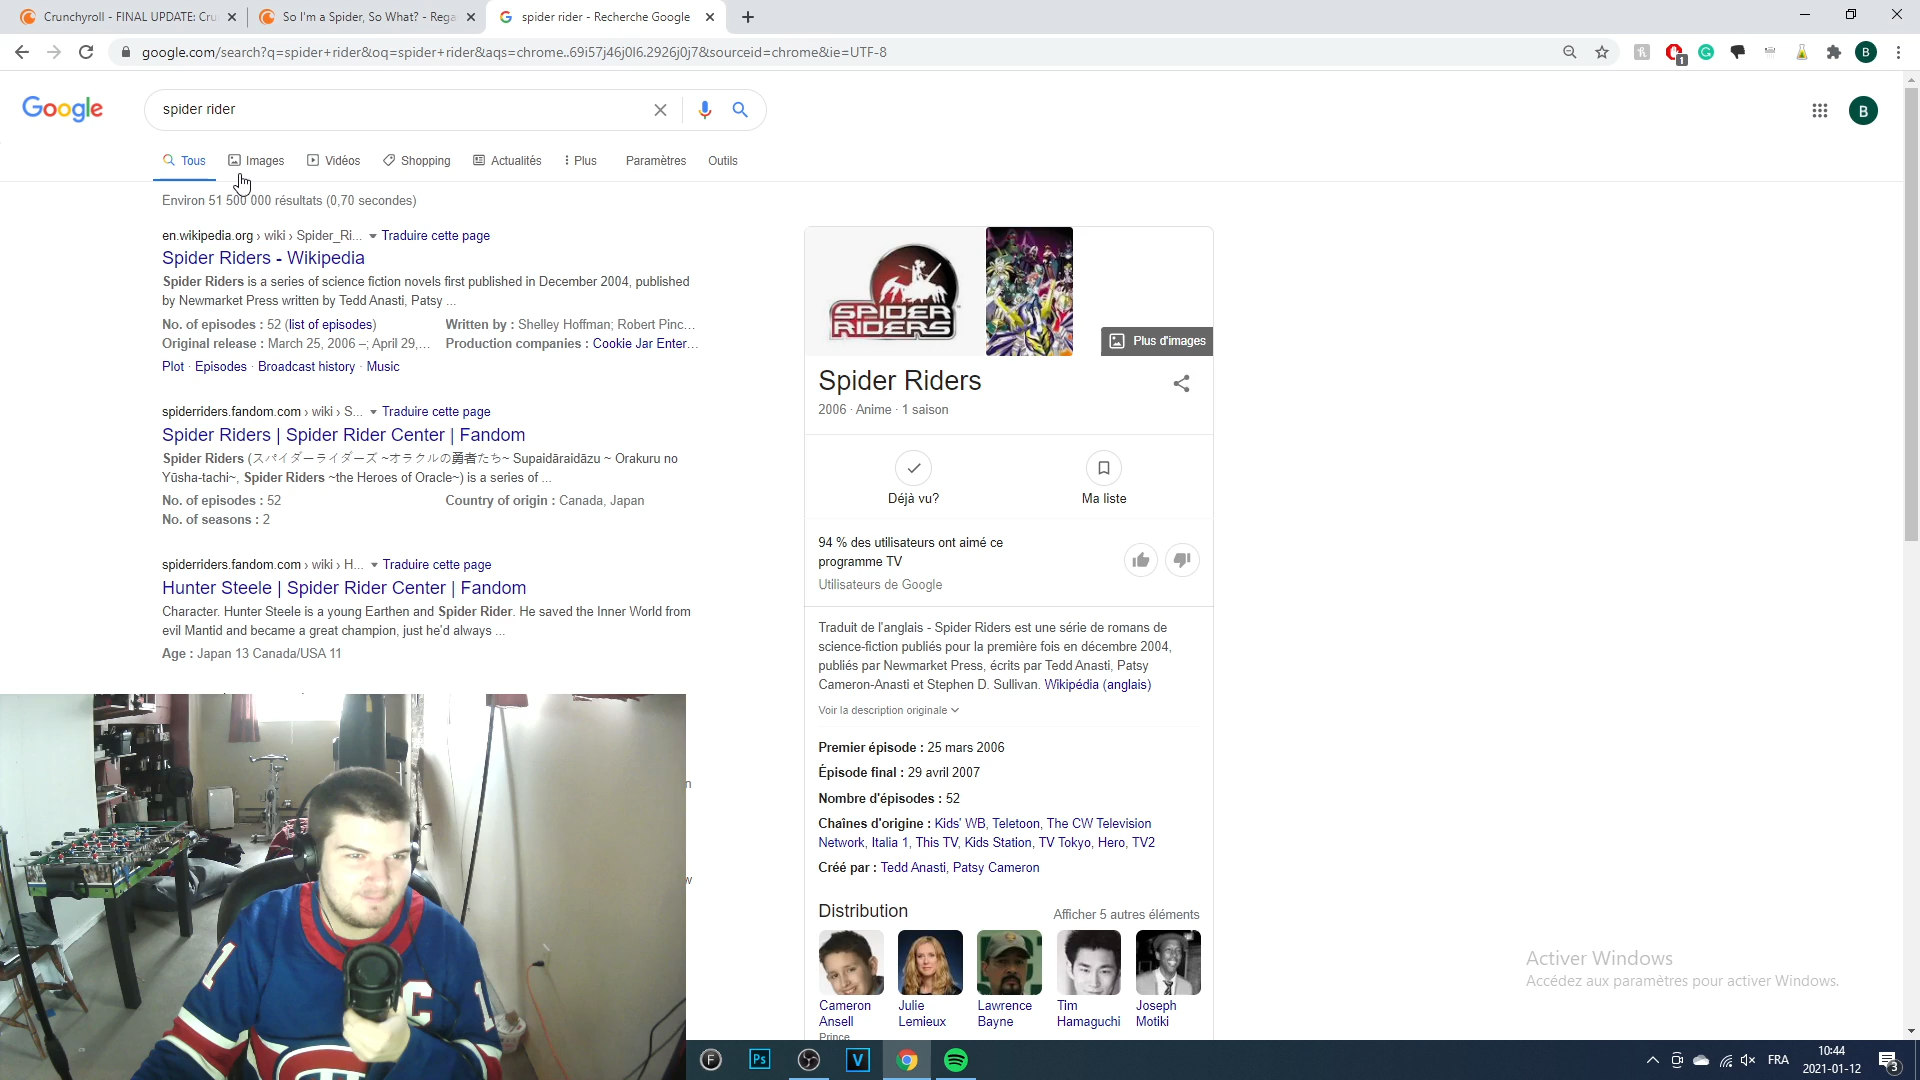 Crunchyroll - FINAL UPDATE: Cru
So I'm a Spider, So What? - Rega
spider rider - Recherche Google
google.com/search?q=spider+rider&oq=spider+rider&aqs=chrome..69i57j46j0l6.2926j0j7&sourceid=chrome&ie=UTF-8
1
B
Google
spider rider
B
Tous
Images
Vidéos
Shopping
Actualités
Plus
Paramètres
Outils
Environ 51 500 000 résultats (0,70 secondes)
en.wikipedia.org › wiki › Spider_Ri... Traduire cette page
Spider Riders - Wikipedia
Spider Riders is a series of science fiction novels first published in December 2004, published
by Newmarket Press written by Tedd Anasti, Patsy ...
No. of episodes : 52 (list of episodes) Written by : Shelley Hoffman; Robert Pinc...
Original release : March 25, 2006 –; April 29,... Production companies : Cookie Jar Enter...
Plot · Episodes · Broadcast history · Music
spiderriders.fandom.com › wiki › S... Traduire cette page
Spider Riders | Spider Rider Center | Fandom
Spider Riders (スパイダーライダーズ ~オラクルの勇者たち~ Supaidāraidāzu ~ Orakuru no
Yūsha-tachi~, Spider Riders ~the Heroes of Oracle~) is a series of ...
No. of episodes : 52 Country of origin : Canada, Japan
No. of seasons : 2
spiderriders.fandom.com › wiki › H... Traduire cette page
Hunter Steele | Spider Rider Center | Fandom
Character. Hunter Steele is a young Earthen and Spider Rider. He saved the Inner World from
evil Mantid and became a great champion, just he'd always ...
Age : Japan 13 Canada/USA 11
SPIDER
RIDERS
Plus d'images
Spider Riders
2006 · Anime · 1 saison
Déjà vu?
Ma liste
94 % des utilisateurs ont aimé ce
programme TV
Utilisateurs de Google
Traduit de l'anglais - Spider Riders est une série de romans de
science-fiction publiés pour la première fois en décembre 2004,
publiés par Newmarket Press, écrits par Tedd Anasti, Patsy
Cameron-Anasti et Stephen D. Sullivan. Wikipédia (anglais)
Voir la description originale
Premier épisode : 25 mars 2006
Épisode final : 29 avril 2007
Nombre d'épisodes : 52
Chaînes d'origine : Kids' WB, Teletoon, The CW Television
Network, Italia 1, This TV, Kids Station, TV Tokyo, Hero, TV2
Créé par : Tedd Anasti, Patsy Cameron
Distribution
Afficher 5 autres éléments
Cameron
Ansell
Prince
Julie
Lemieux
Lawrence
Bayne
Tim
Hamaguchi
Joseph
Motiki
Activer Windows
Accédez aux paramètres pour activer Windows.
1
C
1
F
Ps
V
FRA
10:44
2021-01-12
3